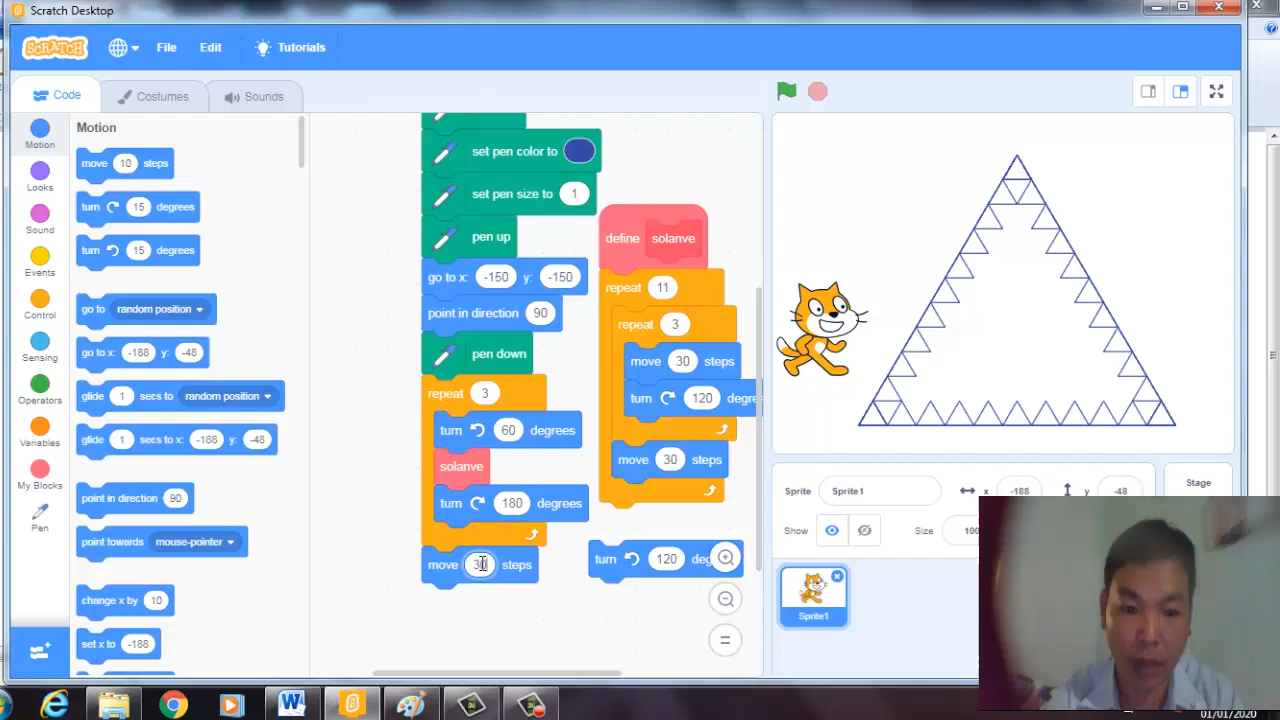 Scratch Desktop
SCRATCH
File
Edit
Tutorials
Code
Costumes
Sounds
Motion
Looks
Sound
Events
Control
Sensing
Operators
Variables
My Blocks
Pen
Motion
move 10 steps
turn 15 degrees
turn 15 degrees
go to random position
go to x: -188 y: -48
glide 1 secs to random position
glide 1 secs to x: -188 y: -48
point in direction 90
point towards mouse-pointer
change x by 10
set x to -188
set pen color to
set pen size to 1
pen up
go to x: -150 y: -150
point in direction 90
pen down
repeat 3
turn 60 degrees
solanve
turn 180 degrees
move 30 steps
define solanve
repeat 11
repeat 3
move 30 steps
turn 120
move 30 steps
turn 120
Sprite Sprite1
x -188 y -48
Show
Size 100
Stage
Sprite1
01/01/2020